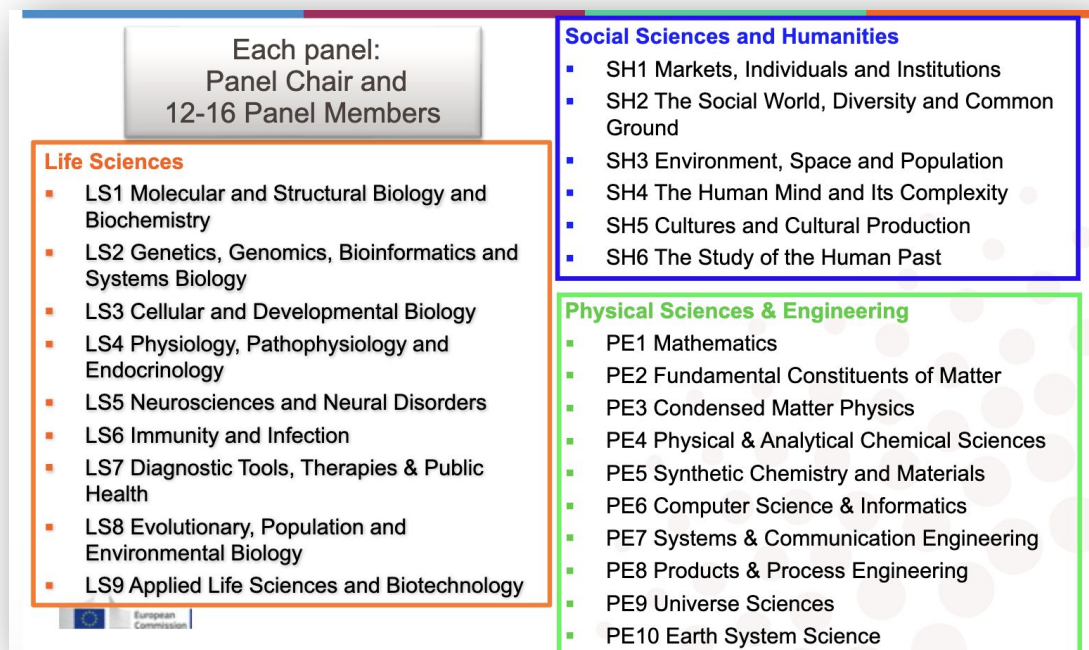 Each panel:
Panel Chair and
12-16 Panel Members
Life Sciences
LS1 Molecular and Structural Biology and
Biochemistry
LS2 Genetics, Genomics, Bioinformatics and
Systems Biology
LS3 Cellular and Developmental Biology
LS4 Physiology, Pathophysiology and
Endocrinology
LS5 Neurosciences and Neural Disorders
LS6 Immunity and Infection
LS7 Diagnostic Tools, Therapies & Public
Health
LS8 Evolutionary, Population and
Environmental Biology
LS9 Applied Life Sciences and Biotechnology
European
Commission
Social Sciences and Humanities
SH1 Markets, Individuals and Institutions
SH2 The Social World, Diversity and Common
Ground
SH3 Environment, Space and Population
SH4 The Human Mind and Its Complexity
SH5 Cultures and Cultural Production
SH6 The Study of the Human Past
Physical Sciences & Engineering
PE1 Mathematics
PE2 Fundamental Constituents of Matter
PE3 Condensed Matter Physics
PE4 Physical & Analytical Chemical Sciences
PE5 Synthetic Chemistry and Materials
PE6 Computer Science & Informatics
PE7 Systems & Communication Engineering
PE8 Products & Process Engineering
PE9 Universe Sciences
PE10 Earth System Science